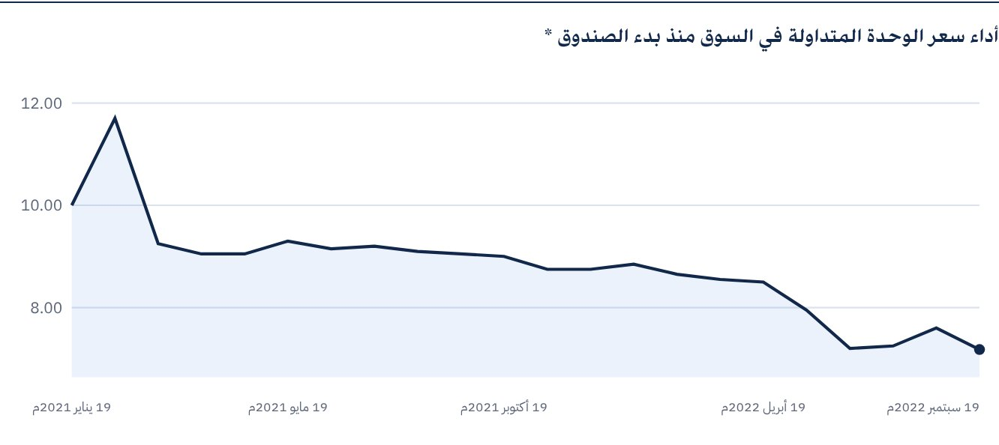 أداء سعر الوحدة المتداولة في السوق منذ بدء الصندوق *
12.00
10.00
8.00
19 يناير 2021م
19 مايو 2021م
19 أكتوبر 2021م
19 أبريل 2022م
19 سبتمبر 2022م